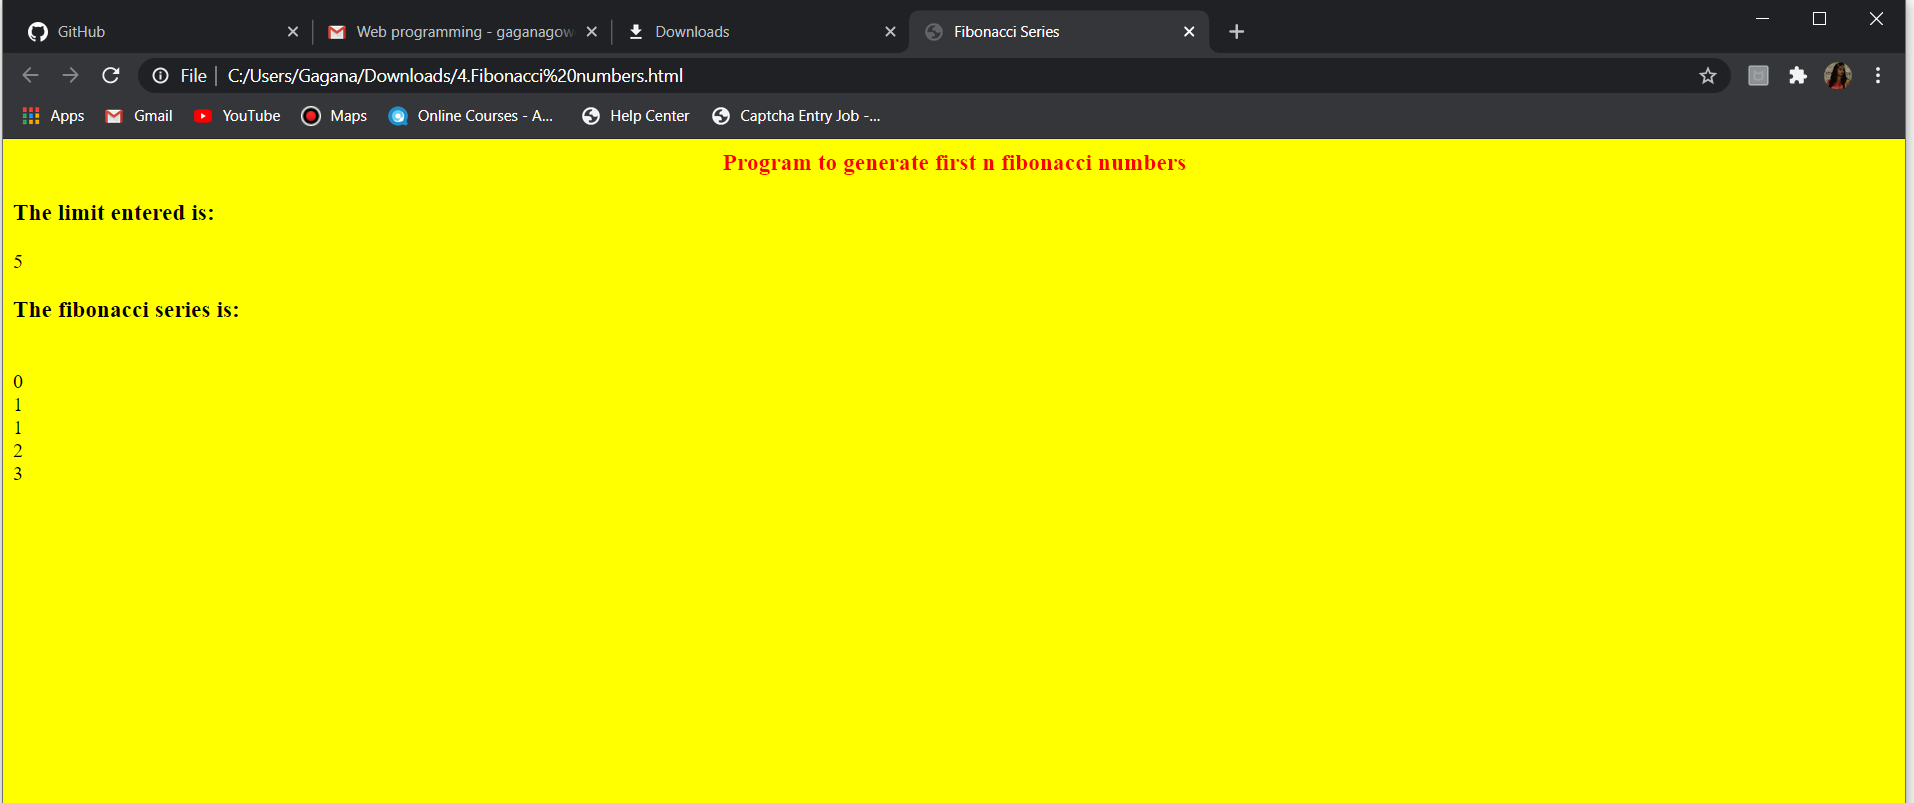 GitHub
Web programming - gaganagow
Downloads
Fibonacci Series
File
C:/Users/Gagana/Downloads/4.Fibonacci%20numbers.html
Apps
Gmail
YouTube
Maps
Online Courses - A...
Help Center
Captcha Entry Job -...
Program to generate first n fibonacci numbers
The limit entered is:
5
The fibonacci series is:
0
1
1
2
3